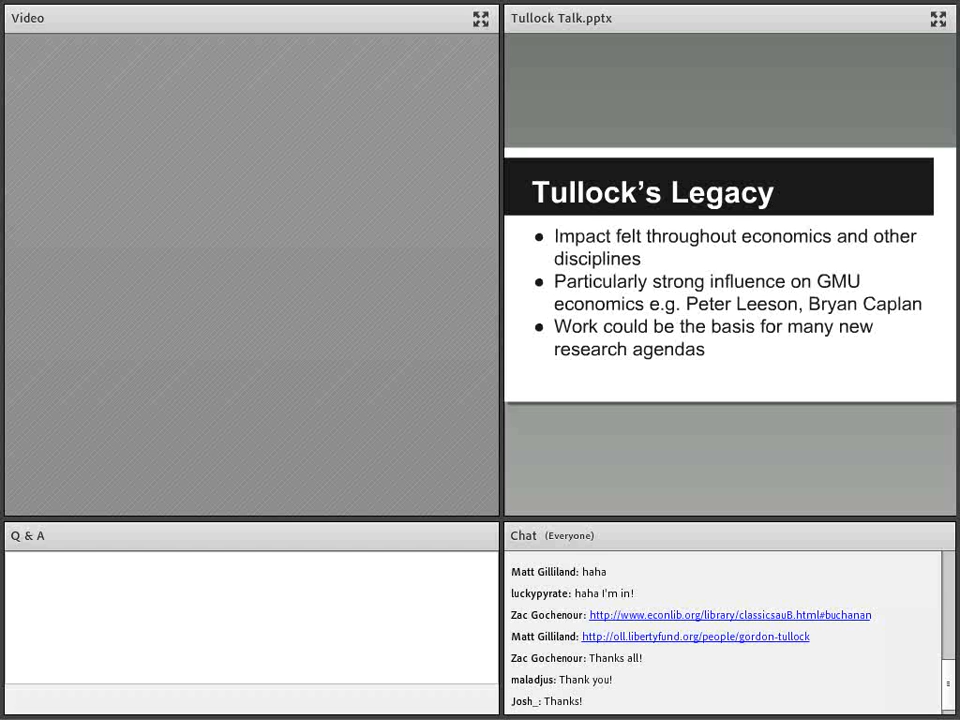 Video
Tullock Talk.pptx
Tullock's Legacy
● Impact felt throughout economics and other
disciplines
● Particularly strong influence on GMU
economics e.g. Peter Leeson, Bryan Caplan
● Work could be the basis for many new
research agendas
Q & A
Chat (Everyone)
Matt Gilliland: haha
luckypyrate: haha I'm in!
Zac Gochenour: http://www.econlib.org/library/classicsauB.html#buchanan
Matt Gilliland: http://oll.libertyfund.org/people/gordon-tullock
Zac Gochenour: Thanks all!
maladjus: Thank you!
Josh_: Thanks!